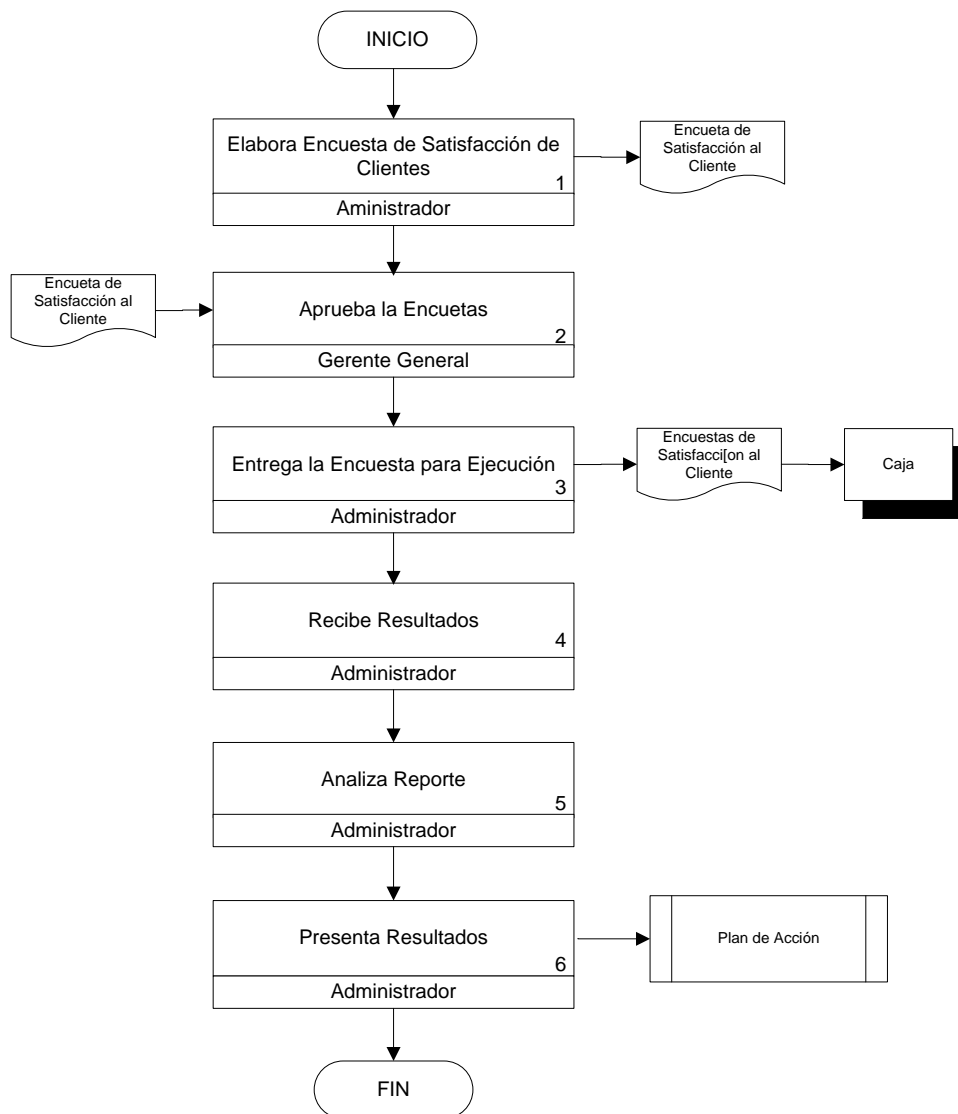 INICIO
Elabora Encuesta de Satisfacción de
Clientes
1
Aministrador
Encueta de
Satisfacción al
Cliente
Encueta de
Satisfacción al
Cliente
Aprueba la Encuetas
2
Gerente General
Entrega la Encuesta para Ejecución
3
Administrador
Encuestas de
Satisfacci[on al
Cliente
Caja
Recibe Resultados
4
Administrador
Analiza Reporte
5
Administrador
Presenta Resultados
6
Administrador
Plan de Acción
FIN